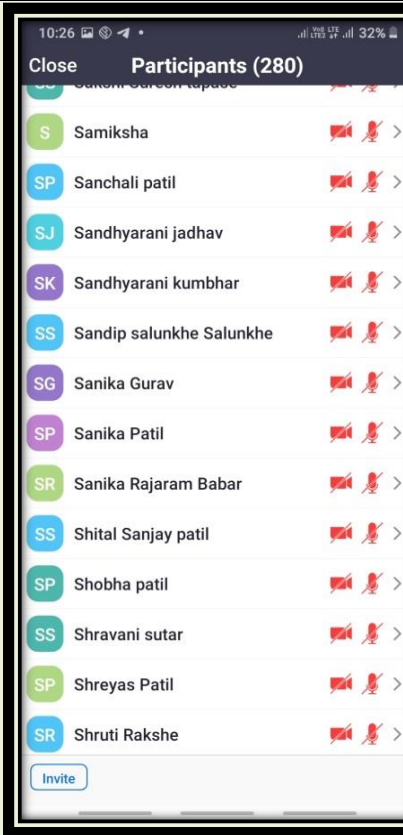 10:26 32%
Close Participants (280)
S Samiksha
SP Sanchali patil
SJ Sandhyarani jadhav
SK Sandhyarani kumbhar
SS Sandip salunkhe Salunkhe
SG Sanika Gurav
SP Sanika Patil
SR Sanika Rajaram Babar
SS Shital Sanjay patil
SP Shobha patil
SS Shravani sutar
SP Shreyas Patil
SR Shruti Rakshe
Invite